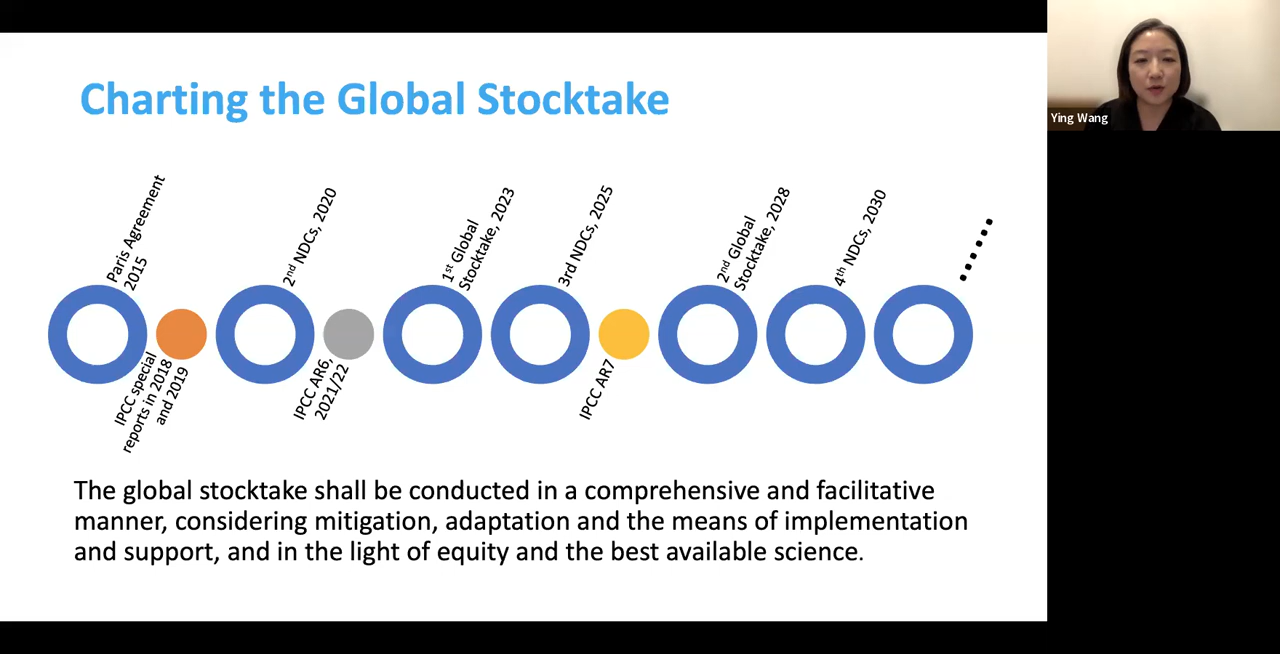 Charting the Global Stocktake
Ying Wang
Paris Agreement
2015
IPCC special
reports in 2018
and 2019
2nd NDCs, 2020
IPCC AR6,
2021/22
1st Global
Stocktake, 2023
3rd NDCs, 2025
IPCC AR7
2nd Global
Stocktake, 2028
4th NDCs, 2030
The global stocktake shall be conducted in a comprehensive and facilitative
manner, considering mitigation, adaptation and the means of implementation
and support, and in the light of equity and the best available science.